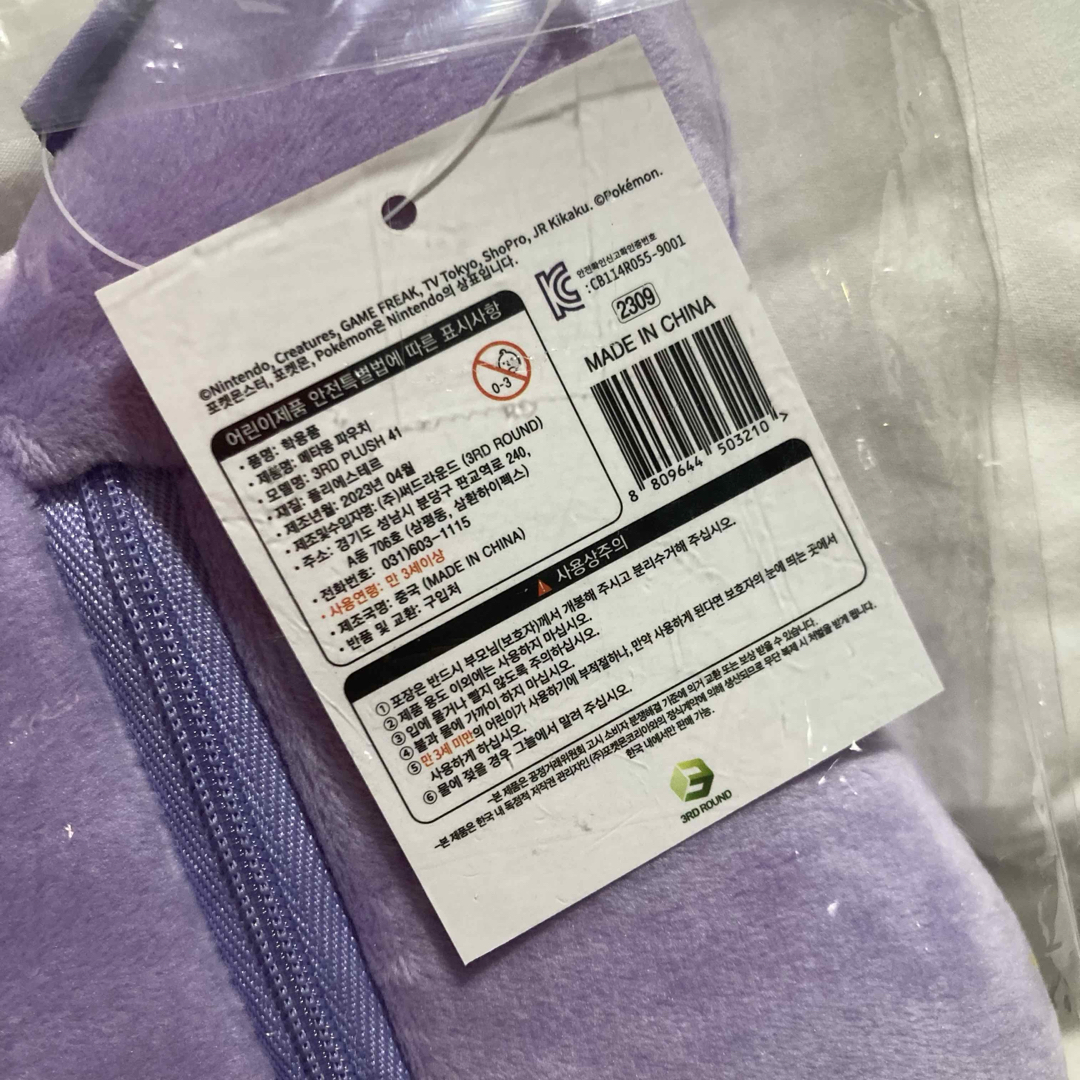 ©Nintendo, Creatures, GAME FREAK, TV Tokyo, ShoPro, JR Kikaku. ©Pokémon.
포켓몬스터, 포켓몬, Pokémon은 Nintendo의 상표입니다.
어린이제품 안전특별법에 따른 표시사항
• 품명: 학용품
• 제품명: 메타몽 파우치
• 모델명: 3RD PLUSH 41
• 재질: 폴리에스테르
• 제조년월: 2023년 04월
• 제조및수입자명: (주)써드라운드 (3RD ROUND)
• 주소: 경기도 성남시 분당구 판교역로 240,
A동 706호 (삼평동, 삼환하이펙스)
• 전화번호: 031)603-1115
• 사용연령: 만 3세이상
• 제조국명: 중국 (MADE IN CHINA)
• 반품 및 교환: 구입처
0-3
KC
안전확인신고확인증번호
:CB114R055-9001
2309
MADE IN CHINA
8 809644 503210 >
사용상주의
① 포장은 반드시 부모님(보호자)께서 개봉해 주시고 분리수거해 주십시오.
② 제품 용도 이외에는 사용하지 마십시오.
③ 입에 물거나 빨지 않도록 주의하십시오.
④ 불과 물에 가까이 하지 마십시오.
⑤ 만 3세 미만의 어린이가 사용하기에 부적절하나, 만약 사용하게 된다면 보호자의 눈에 띄는 곳에서
사용하게 하십시오.
⑥ 물에 젖을 경우 그늘에서 말려 주십시오.
-본 제품은 공정거래위원회 고시 소비자 분쟁해결 기준에 의거 교환 또는 보상 받을 수 있습니다.
-본 제품은 한국 내 독점적 저작권 관리자인 (주)포켓몬코리아와의 정식계약에 의해 생산되므로 무단 복제 시 처벌을 받게 됩니다.
한국 내에서만 판매 가능.
3RD ROUND